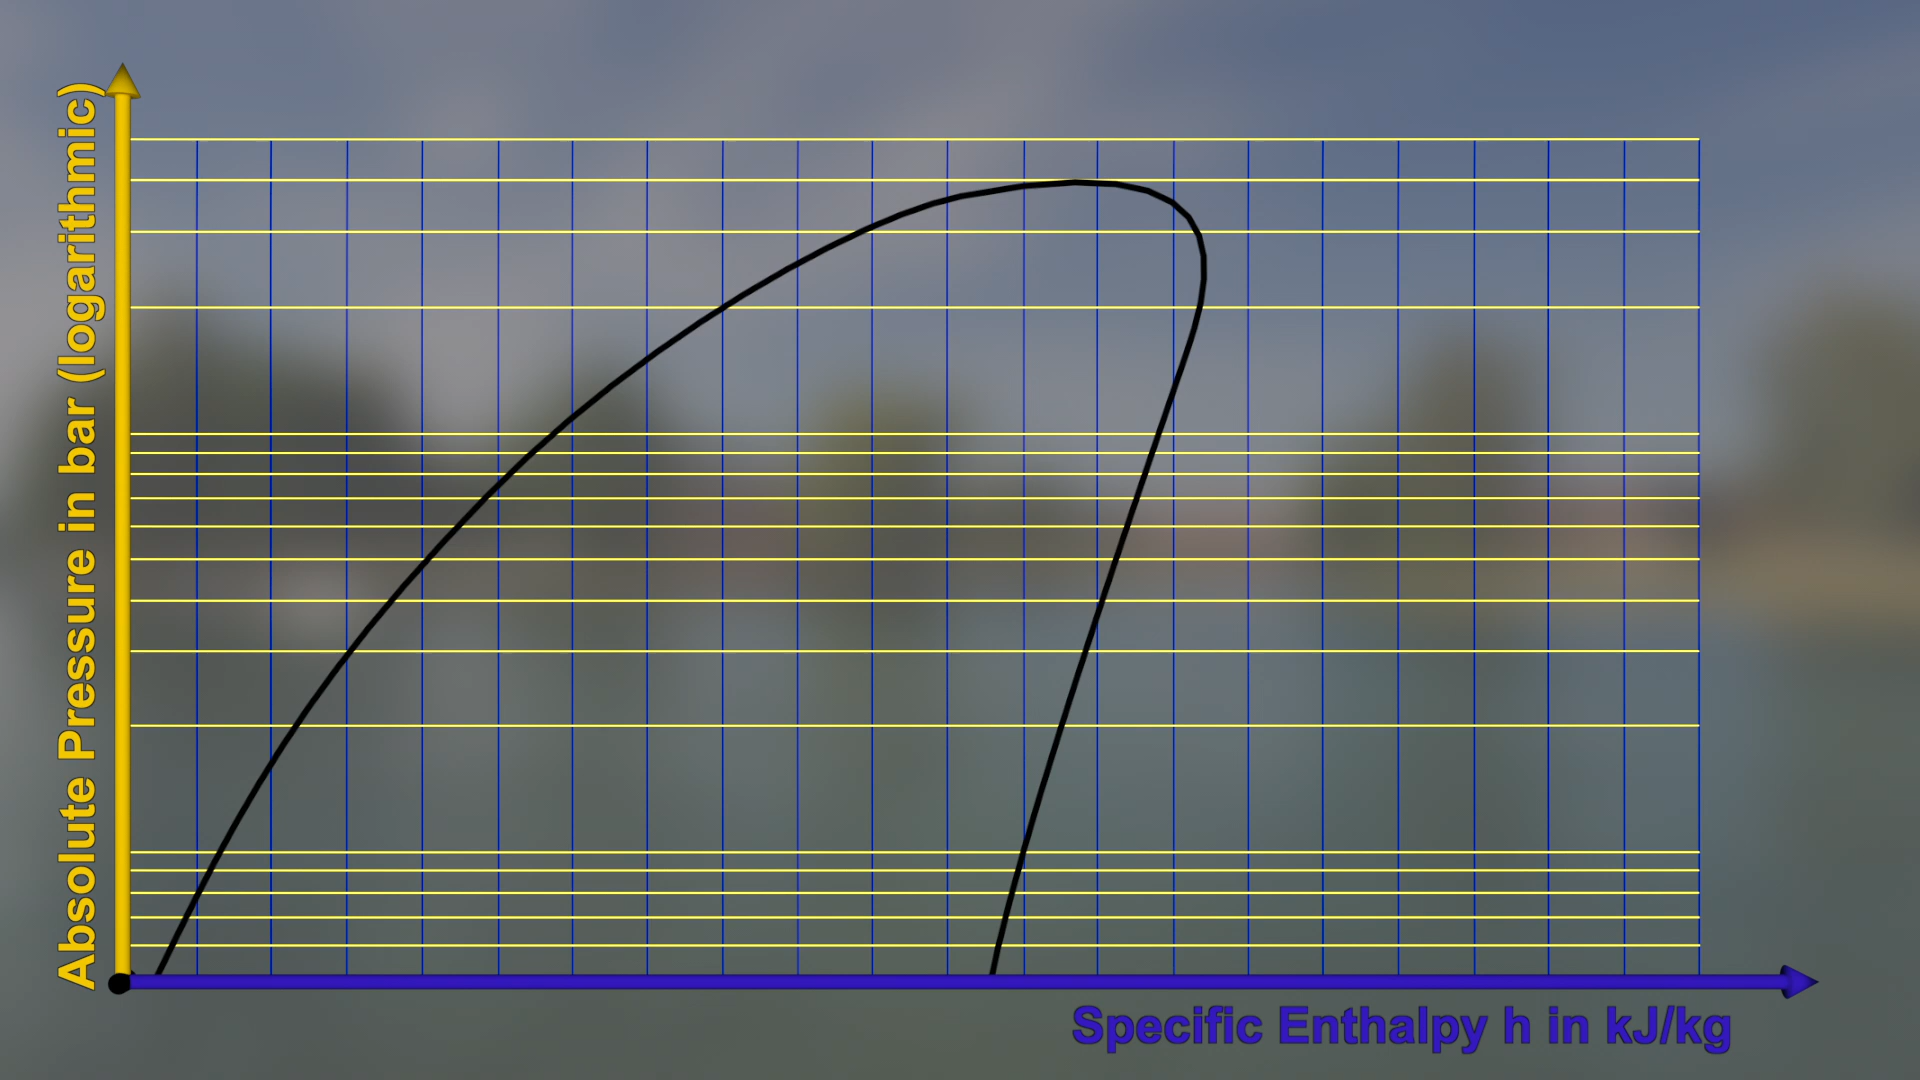 Absolute Pressure in bar (logarithmic)
Specific Enthalpy h in kJ/kg